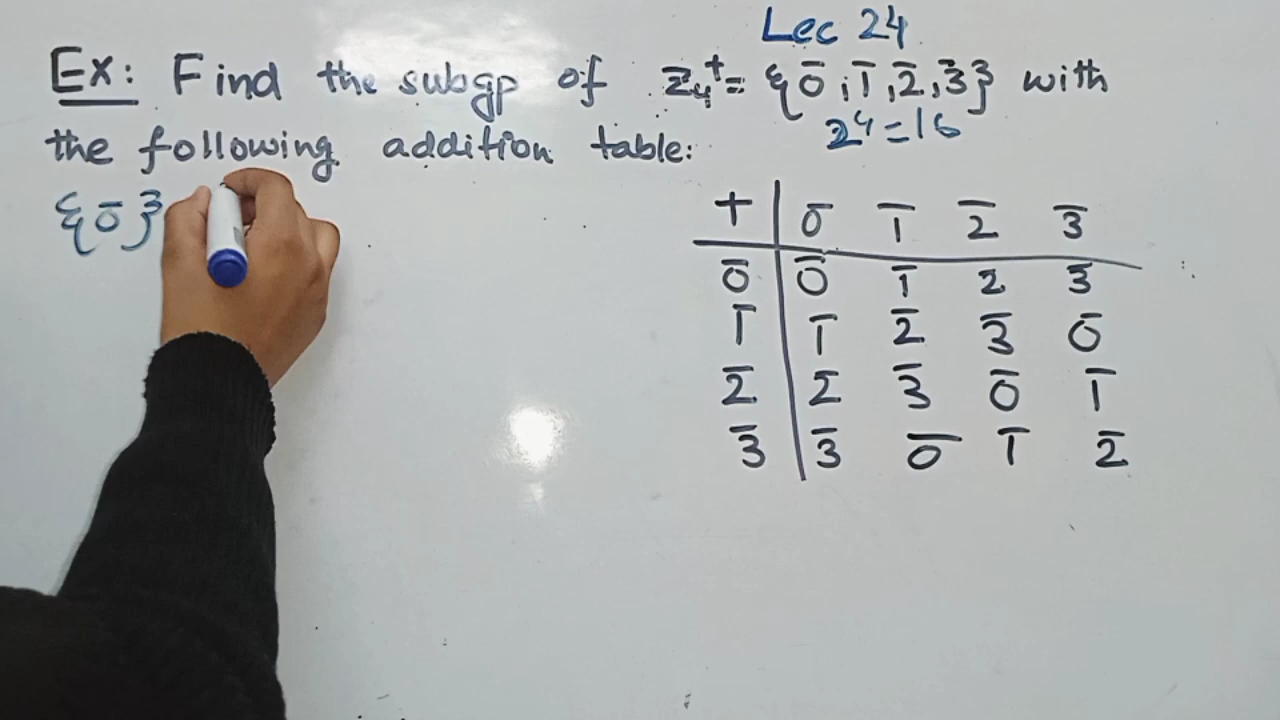 Lec 24
Ex: Find the subgp of Z₄⁺ = {0̄, 1̄, 2̄, 3̄} with
2⁴ = 16
the following addition table:
{0̄}
+ 0̄ 1̄ 2̄ 3̄
0̄ 0̄ 1̄ 2̄ 3̄
1̄ 1̄ 2̄ 3̄ 0̄
2̄ 2̄ 3̄ 0̄ 1̄
3̄ 3̄ 0̄ 1̄ 2̄